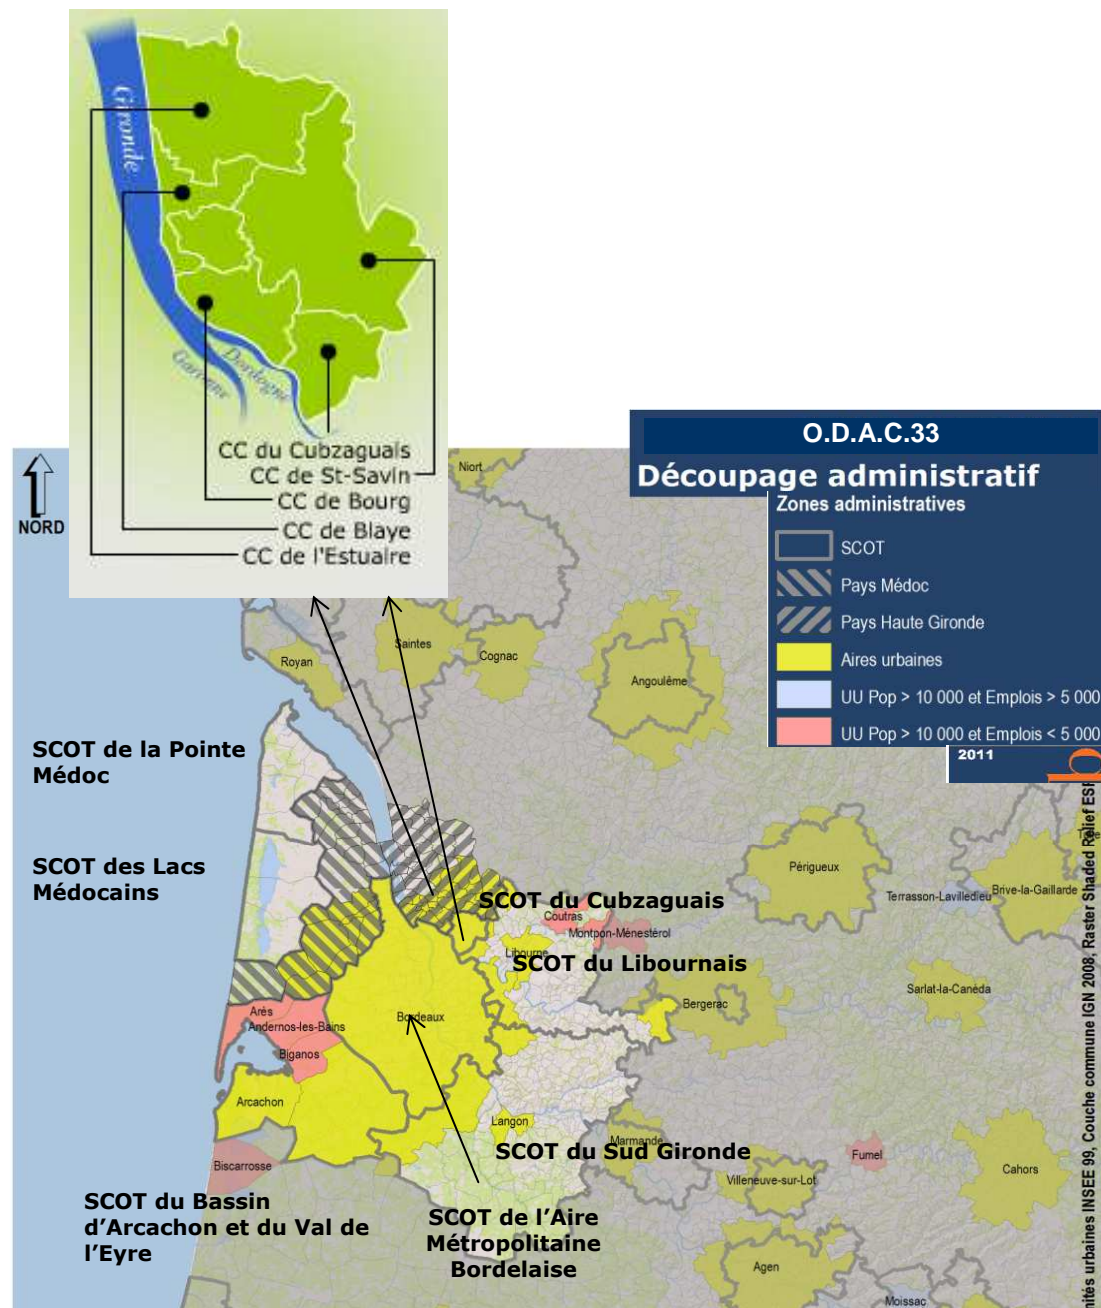 Gironde
Garonne
Dordogne
CC du Cubzaguais
CC de St-Savin
CC de Bourg
CC de Blaye
CC de l'Estuaire
NORD
O.D.A.C.33
Découpage administratif
Zones administratives
SCOT
Pays Médoc
Pays Haute Gironde
Aires urbaines
UU Pop > 10 000 et Emplois > 5 000
UU Pop > 10 000 et Emplois < 5 000
2011
Niort
Saintes
Royan
Cognac
Angoulême
SCOT de la Pointe
Médoc
SCOT des Lacs
Médocains
Périgueux
Terrasson-Lavilledieu
Brive-la-Gaillarde
SCOT du Cubzaguais
Coutras
Montpon-Ménestérol
Libourne
SCOT du Libournais
Sarlat-la-Canéda
Bergerac
Arès
Andernos-les-Bains
Bordeaux
Biganos
Arcachon
Langon
Marmande
SCOT du Sud Gironde
Fumel
Biscarrosse
Villeneuve-sur-Lot
Cahors
SCOT du Bassin
d'Arcachon et du Val de
l'Eyre
SCOT de l'Aire
Métropolitaine
Bordelaise
Agen
Moissac
nités urbaines INSEE 99, Couche commune IGN 2008, Raster Shaded Relief